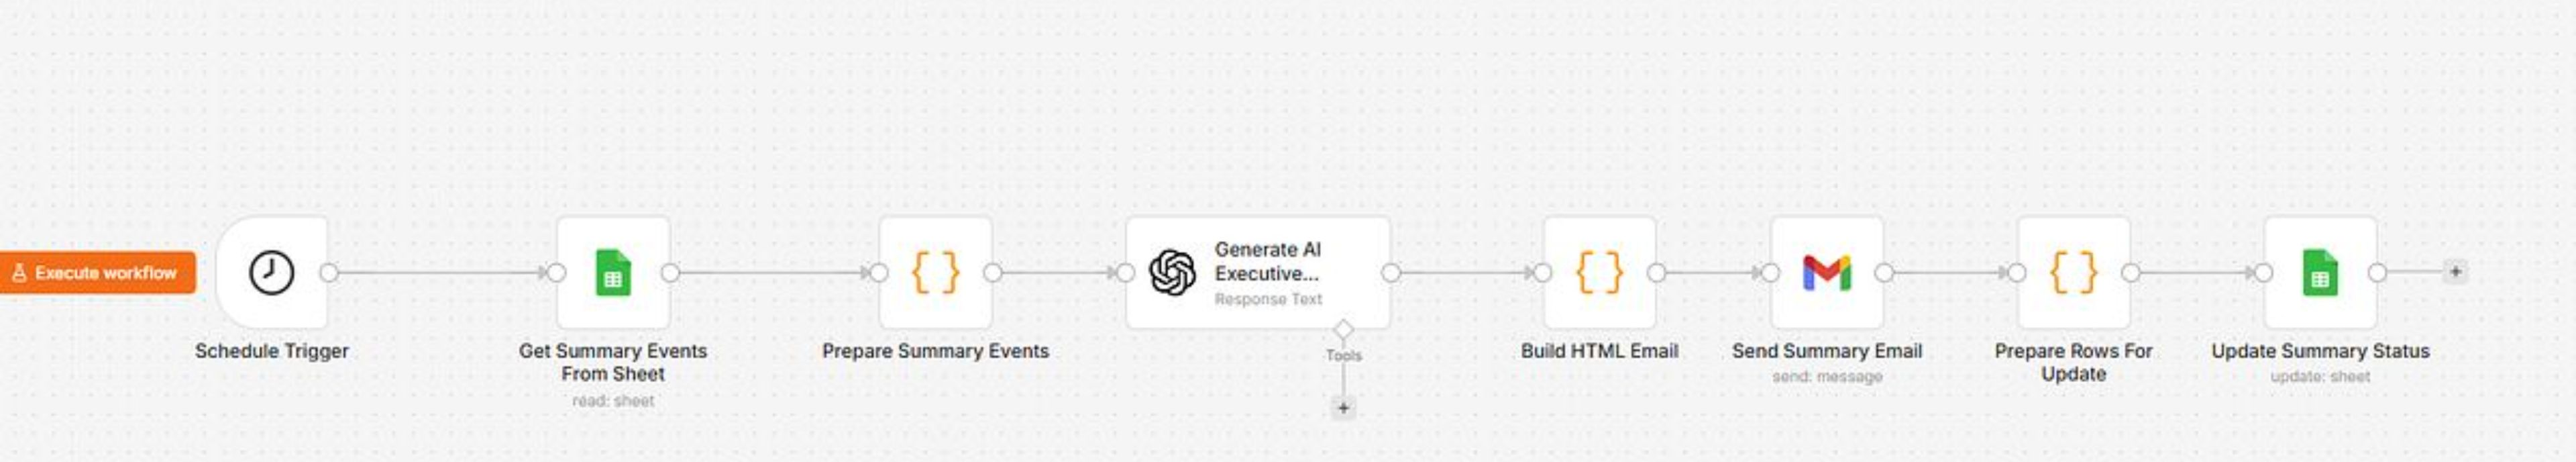 Execute workflow
Schedule Trigger
Get Summary Events
From Sheet
read: sheet
Prepare Summary Events
Generate AI
Executive...
Response Text
Tools
Build HTML Email
Send Summary Email
send: message
Prepare Rows For
Update
Update Summary Status
update: sheet